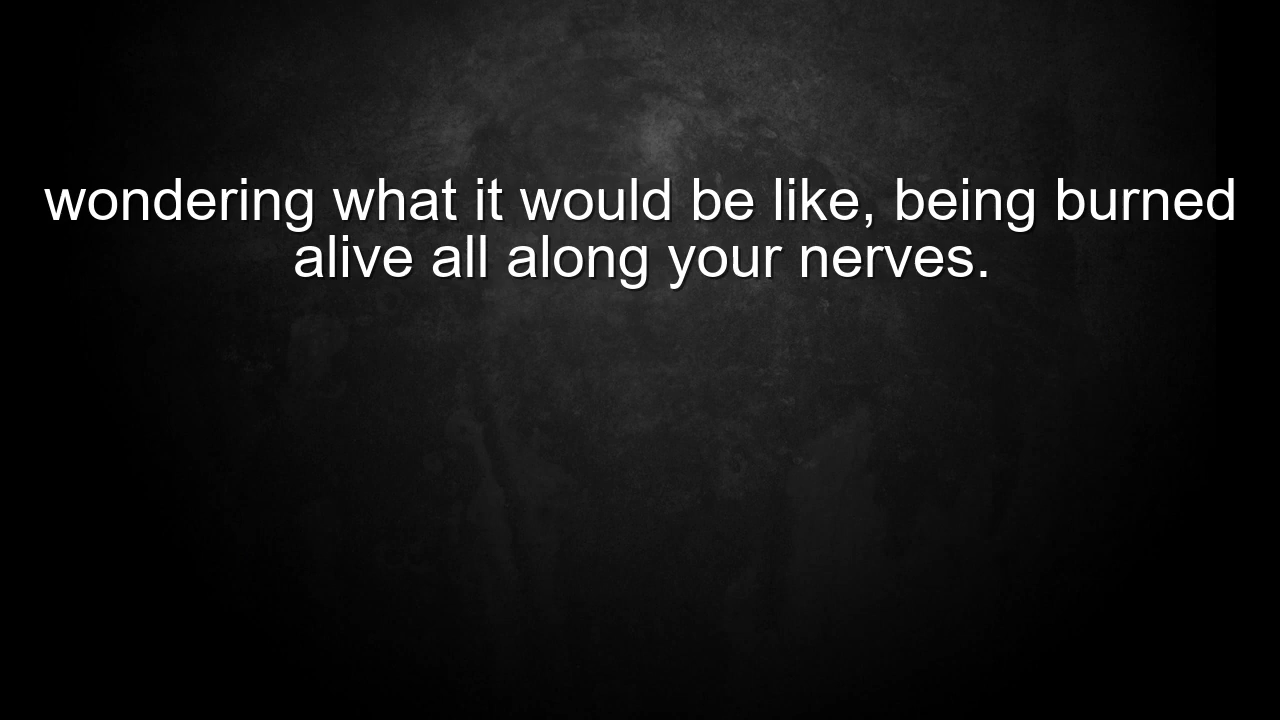 wondering what it would be like, being burned
alive all along your nerves.